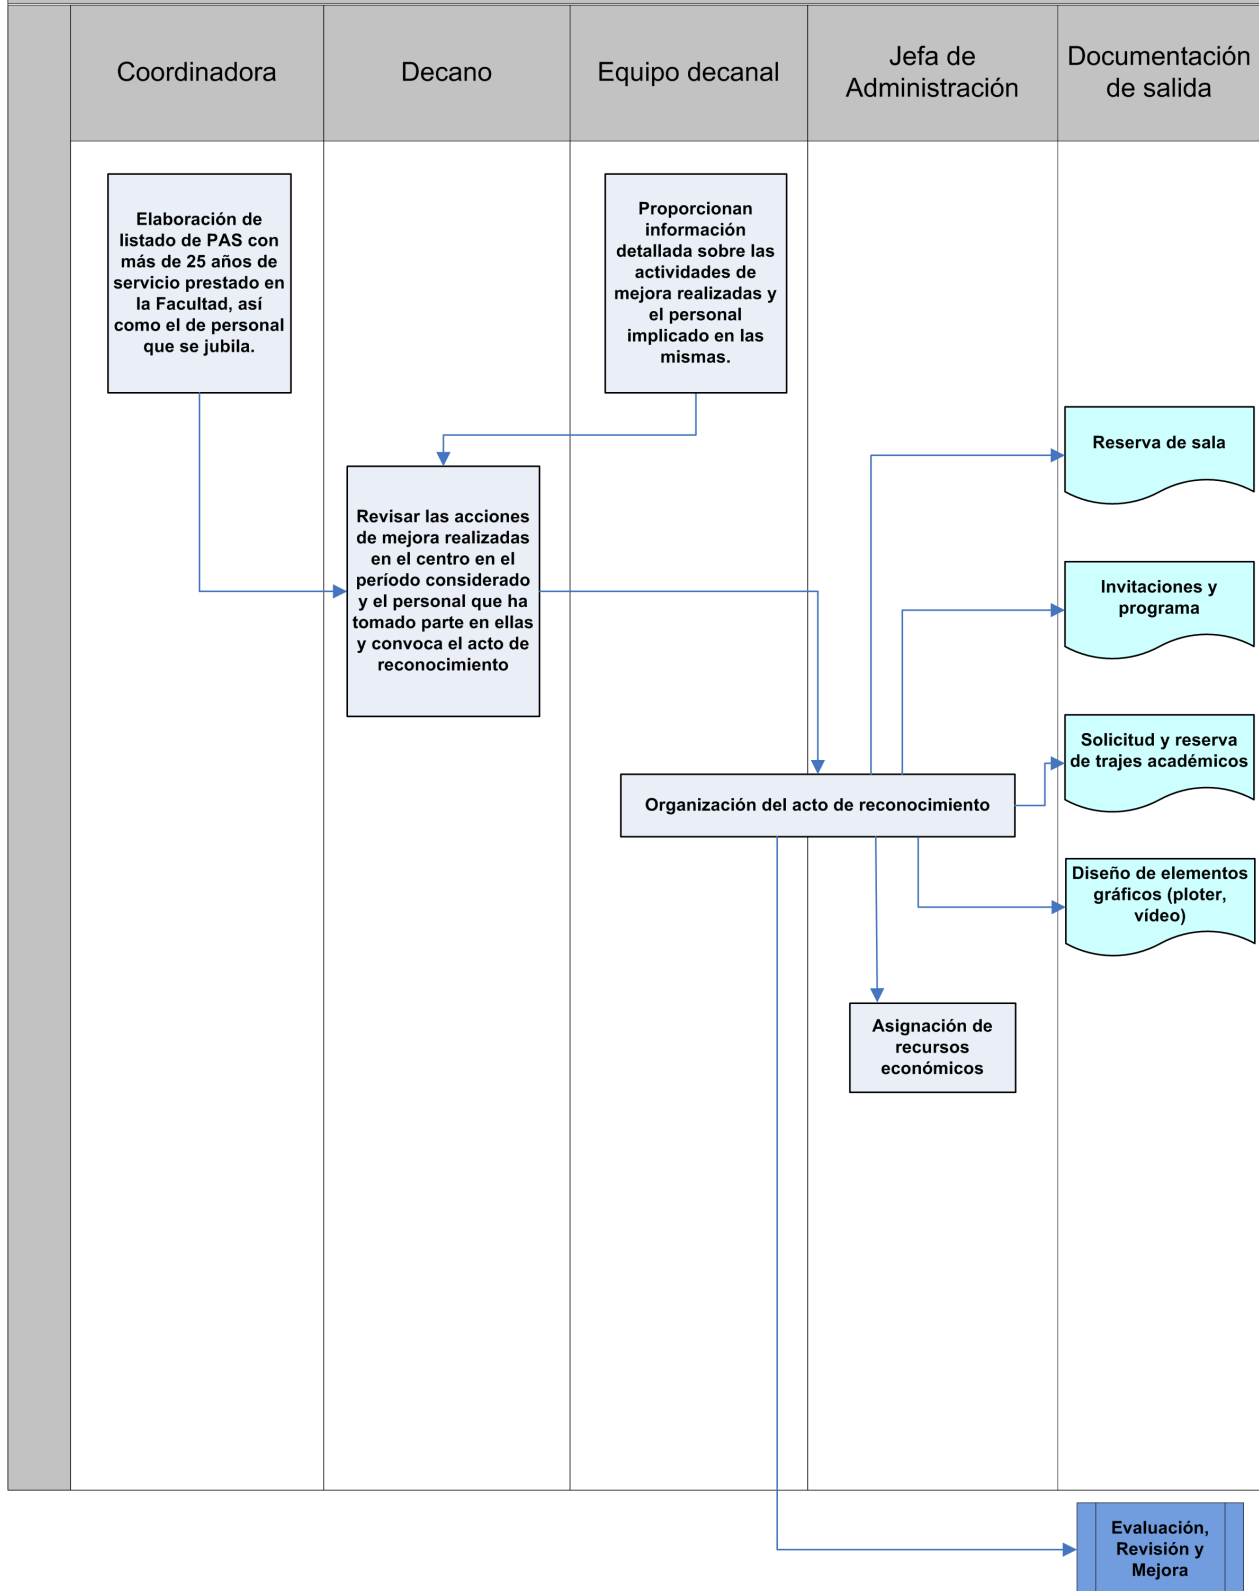 Coordinadora
Decano
Equipo decanal
Jefa de
Administración
Documentación
de salida
Elaboración de
listado de PAS con
más de 25 años de
servicio prestado en
la Facultad, así
como el de personal
que se jubila.
Proporcionan
información
detallada sobre las
actividades de
mejora realizadas y
el personal
implicado en las
mismas.
Reserva de sala
Revisar las acciones
de mejora realizadas
en el centro en el
período considerado
y el personal que ha
tomado parte en ellas
y convoca el acto de
reconocimiento
Invitaciones y
programa
Solicitud y reserva
de trajes académicos
Organización del acto de reconocimiento
Diseño de elementos
gráficos (ploter,
vídeo)
Asignación de
recursos
económicos
Evaluación,
Revisión y
Mejora